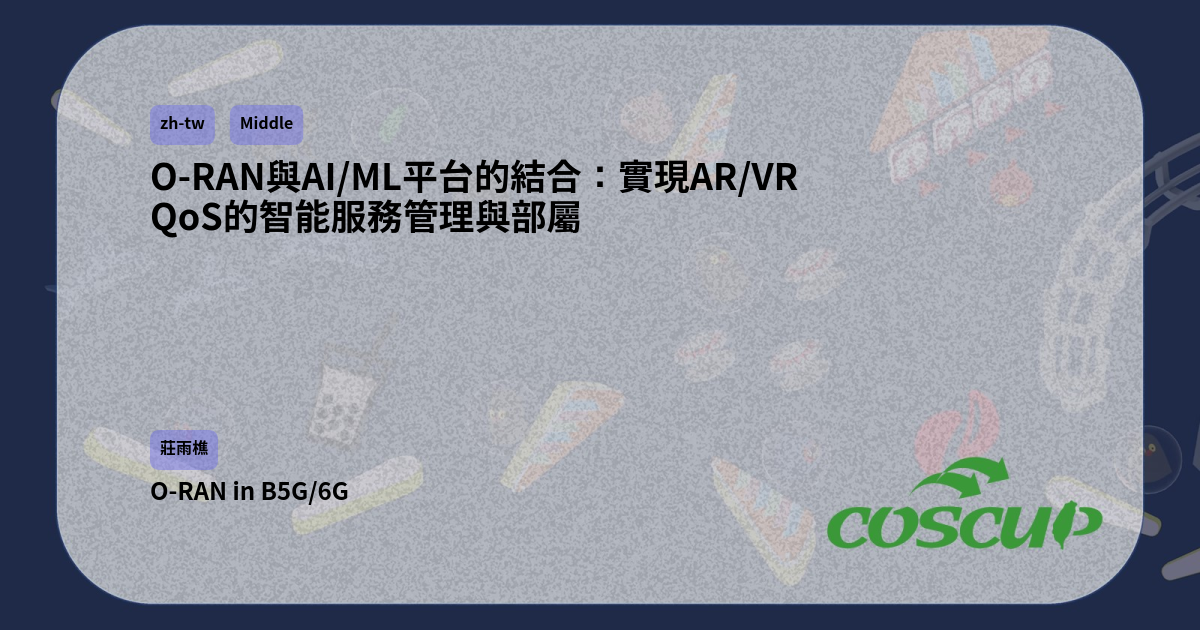 zh-tw
Middle
O-RAN與AI/ML平台的結合：實現AR/VR
QoS的智能服務管理與部屬
莊雨樵
O-RAN in B5G/6G
COSCUP